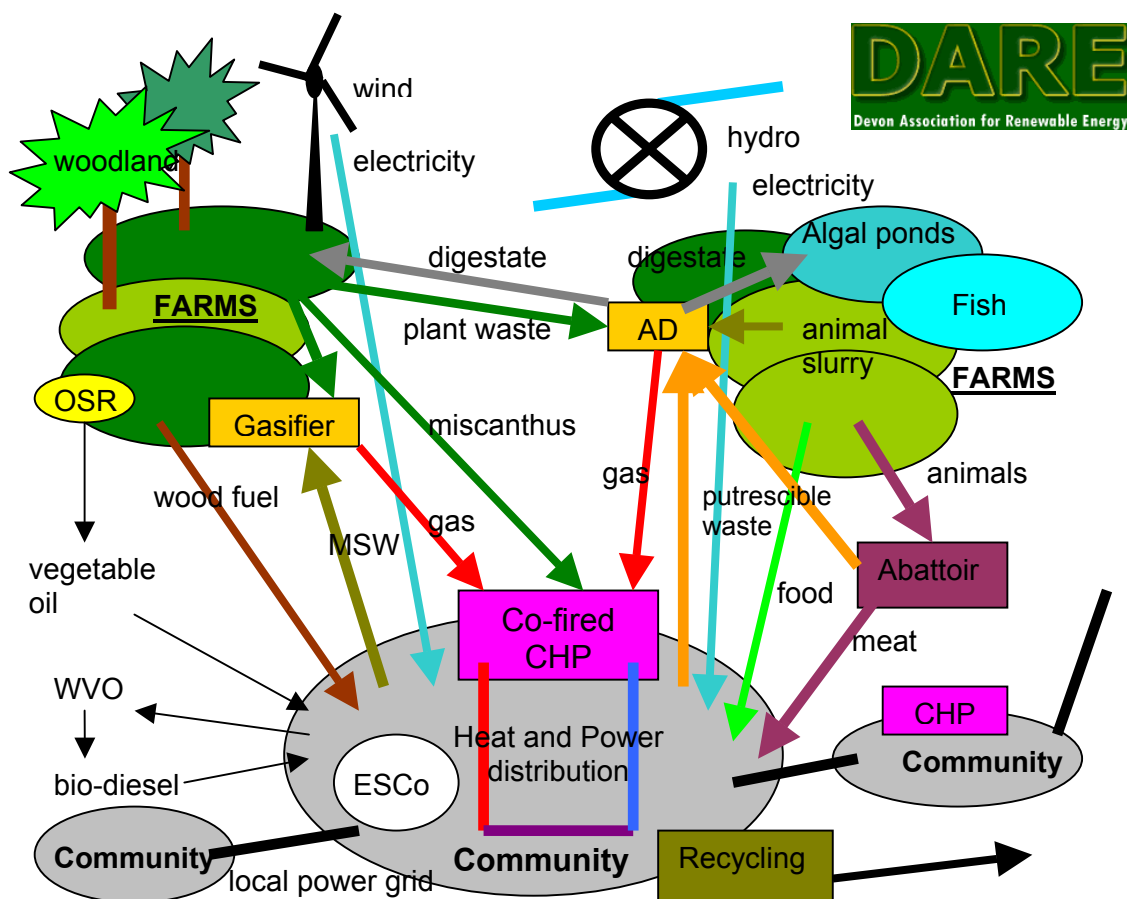 DARE
Devon Association for Renewable Energy
wind
woodland
electricity
hydro
electricity
Algal ponds
digestate
digestate
FARMS
Fish
plant waste
AD
animal
slurry
FARMS
OSR
Gasifier
miscanthus
gas
putrescible
waste
animals
wood fuel
gas
MSW
vegetable
oil
Abattoir
food
Co-fired
CHP
meat
WVO
CHP
Heat and Power
distribution
Community
bio-diesel
ESCo
Community
Community
Recycling
local power grid